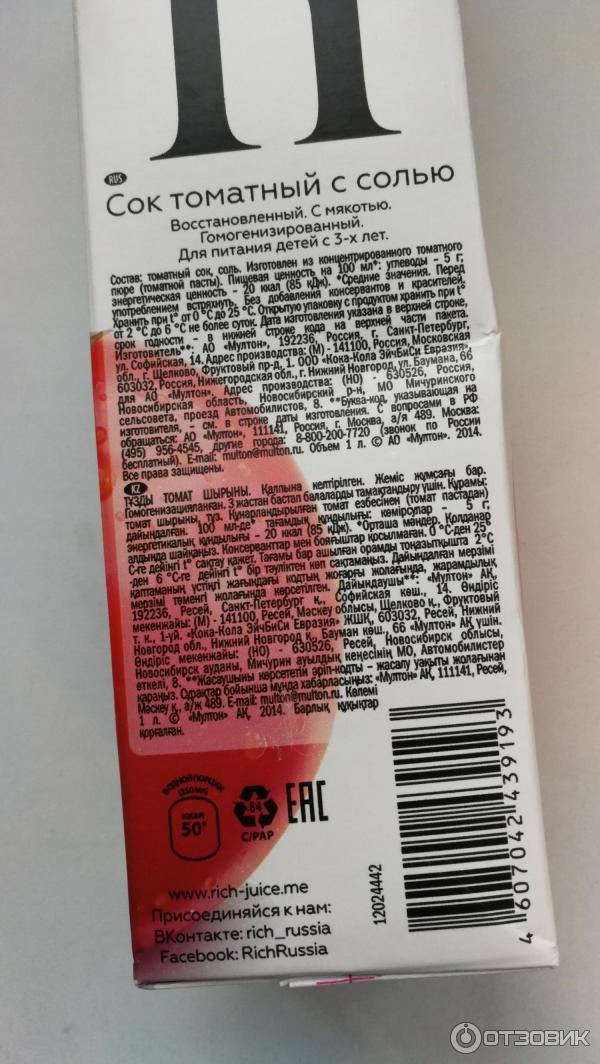 RUS
Сок томатный с солью
Восстановленный. С мякотью.
Гомогенизированный.
Для питания детей с 3-х лет.
Состав: томатный сок, соль. Изготовлен из концентрированного томатного
пюре (томатной пасты). Пищевая ценность на 100 мл*: углеводы – 5 г;
энергетическая ценность – 20 ккал (85 кДж). *Средние значения. Перед
употреблением встряхнуть. Без добавления консервантов и красителей.
Хранить при t° от 0 °C до 25 °C. Открытую упаковку с продуктом хранить при t°
от 2 °C до 6 °C не более суток. Дата изготовления указана в верхней строке,
срок годности – в нижней строке кода на верхней части пакета.
Изготовитель**: АО «Мултон», 192236, Россия, г. Санкт-Петербург,
ул. Софийская, 14. Адрес производства: (М) - 141100, Россия, Московская
обл., г. Щелково, Фруктовый пр-д, 1. ООО «Кока-Кола ЭйчБиСи Евразия»,
603032, Россия, Нижегородская обл., г. Нижний Новгород, ул. Баумана, 66
для АО «Мултон». Адрес производства: (НО) - 630526, Россия,
Новосибирская область, Новосибирский р-н, МО Мичуринского
сельсовета, проезд Автомобилистов, 8. **Буква-код, указывающая на
изготовителя, – см. в строке даты изготовления. С вопросами в РФ
обращаться: АО «Мултон», 111141, Россия, г. Москва, а/я 489. Москва:
(495) 956-4545, другие города: 8-800-200-7720 (звонок по России
бесплатный). E-mail: multon@multon.ru. Объем 1 л. © АО «Мултон». 2014.
Все права защищены.
KZ
ТҰЗДЫ ТОМАТ ШЫРЫНЫ. Қалпына келтірілген. Жеміс жұмсағы бар.
Гомогенизацияланған. 3 жастан бастап балаларды тамақтандыру үшін. Құрамы:
томат шырыны, тұз. Құнарландырылған томат езбесінен (томат пастадан)
дайындалған. 100 мл-де* тағамдық құндылығы: көмірсулар – 5 г,
энергетикалық құндылығы – 20 ккал (85 кДж). *Орташа мәндер. Қолданар
алдында шайқаңыз. Консерванттар мен бояғыштар қосылмаған. 0 °C-ден 25°
C-ге дейінгі t° сақтау қажет. Тағамы бар ашылған орамды тоңазытқышта 2°C
-ден 6 °C-ге дейінгі t° бір тәуліктен көп сақтамаңыз. Дайындалған мерзімі
қаптаманың үстіңгі жағындағы кодтың жоғарғы жолағында, жарамдылық
мерзімі төменгі жолағында көрсетілген. Дайындаушы**: «Мултон» АҚ,
192236, Ресей, Санкт-Петербург қ., Софийская көш., 14. Өндіріс
мекенжайы: (М) - 141100, Ресей, Мәскеу облысы, Щелково қ., Фруктовый
т. к., 1-үй. «Кока-Кола ЭйчБиСи Евразия» ЖШҚ, 603032, Ресей, Нижний
Новгород обл., Нижний Новгород қ., Бауман көш. 66 «Мултон» АҚ үшін.
Өндіріс мекенжайы: (НО) - 630526, Ресей, Новосибирск облысы,
Новосибирск ауданы, Мичурин ауылдық кеңесінің МО, Автомобилистер
өткелі, 8. **Жасаушыны көрсететін әріп-кодты – жасалу уақыты жолағынан
қараңыз. Сұрақтар бойынша мұнда хабарласыңыз: «Мултон» АҚ, 111141, Ресей,
Мәскеу қ., а/ж 489. E-mail: multon@multon.ru. Көлемі
1 л. © «Мултон» АҚ, 2014. Барлық құқықтар
қорғалған.
В ОДНОЙ ПОРЦИИ
(250 мл)
ккал
50*
84
C/PAP
EAC
www.rich-juice.me
Присоединяйся к нам:
ВКонтакте: rich_russia
Facebook: RichRussia
12024442
4 607042 439193
ОТЗОВИК